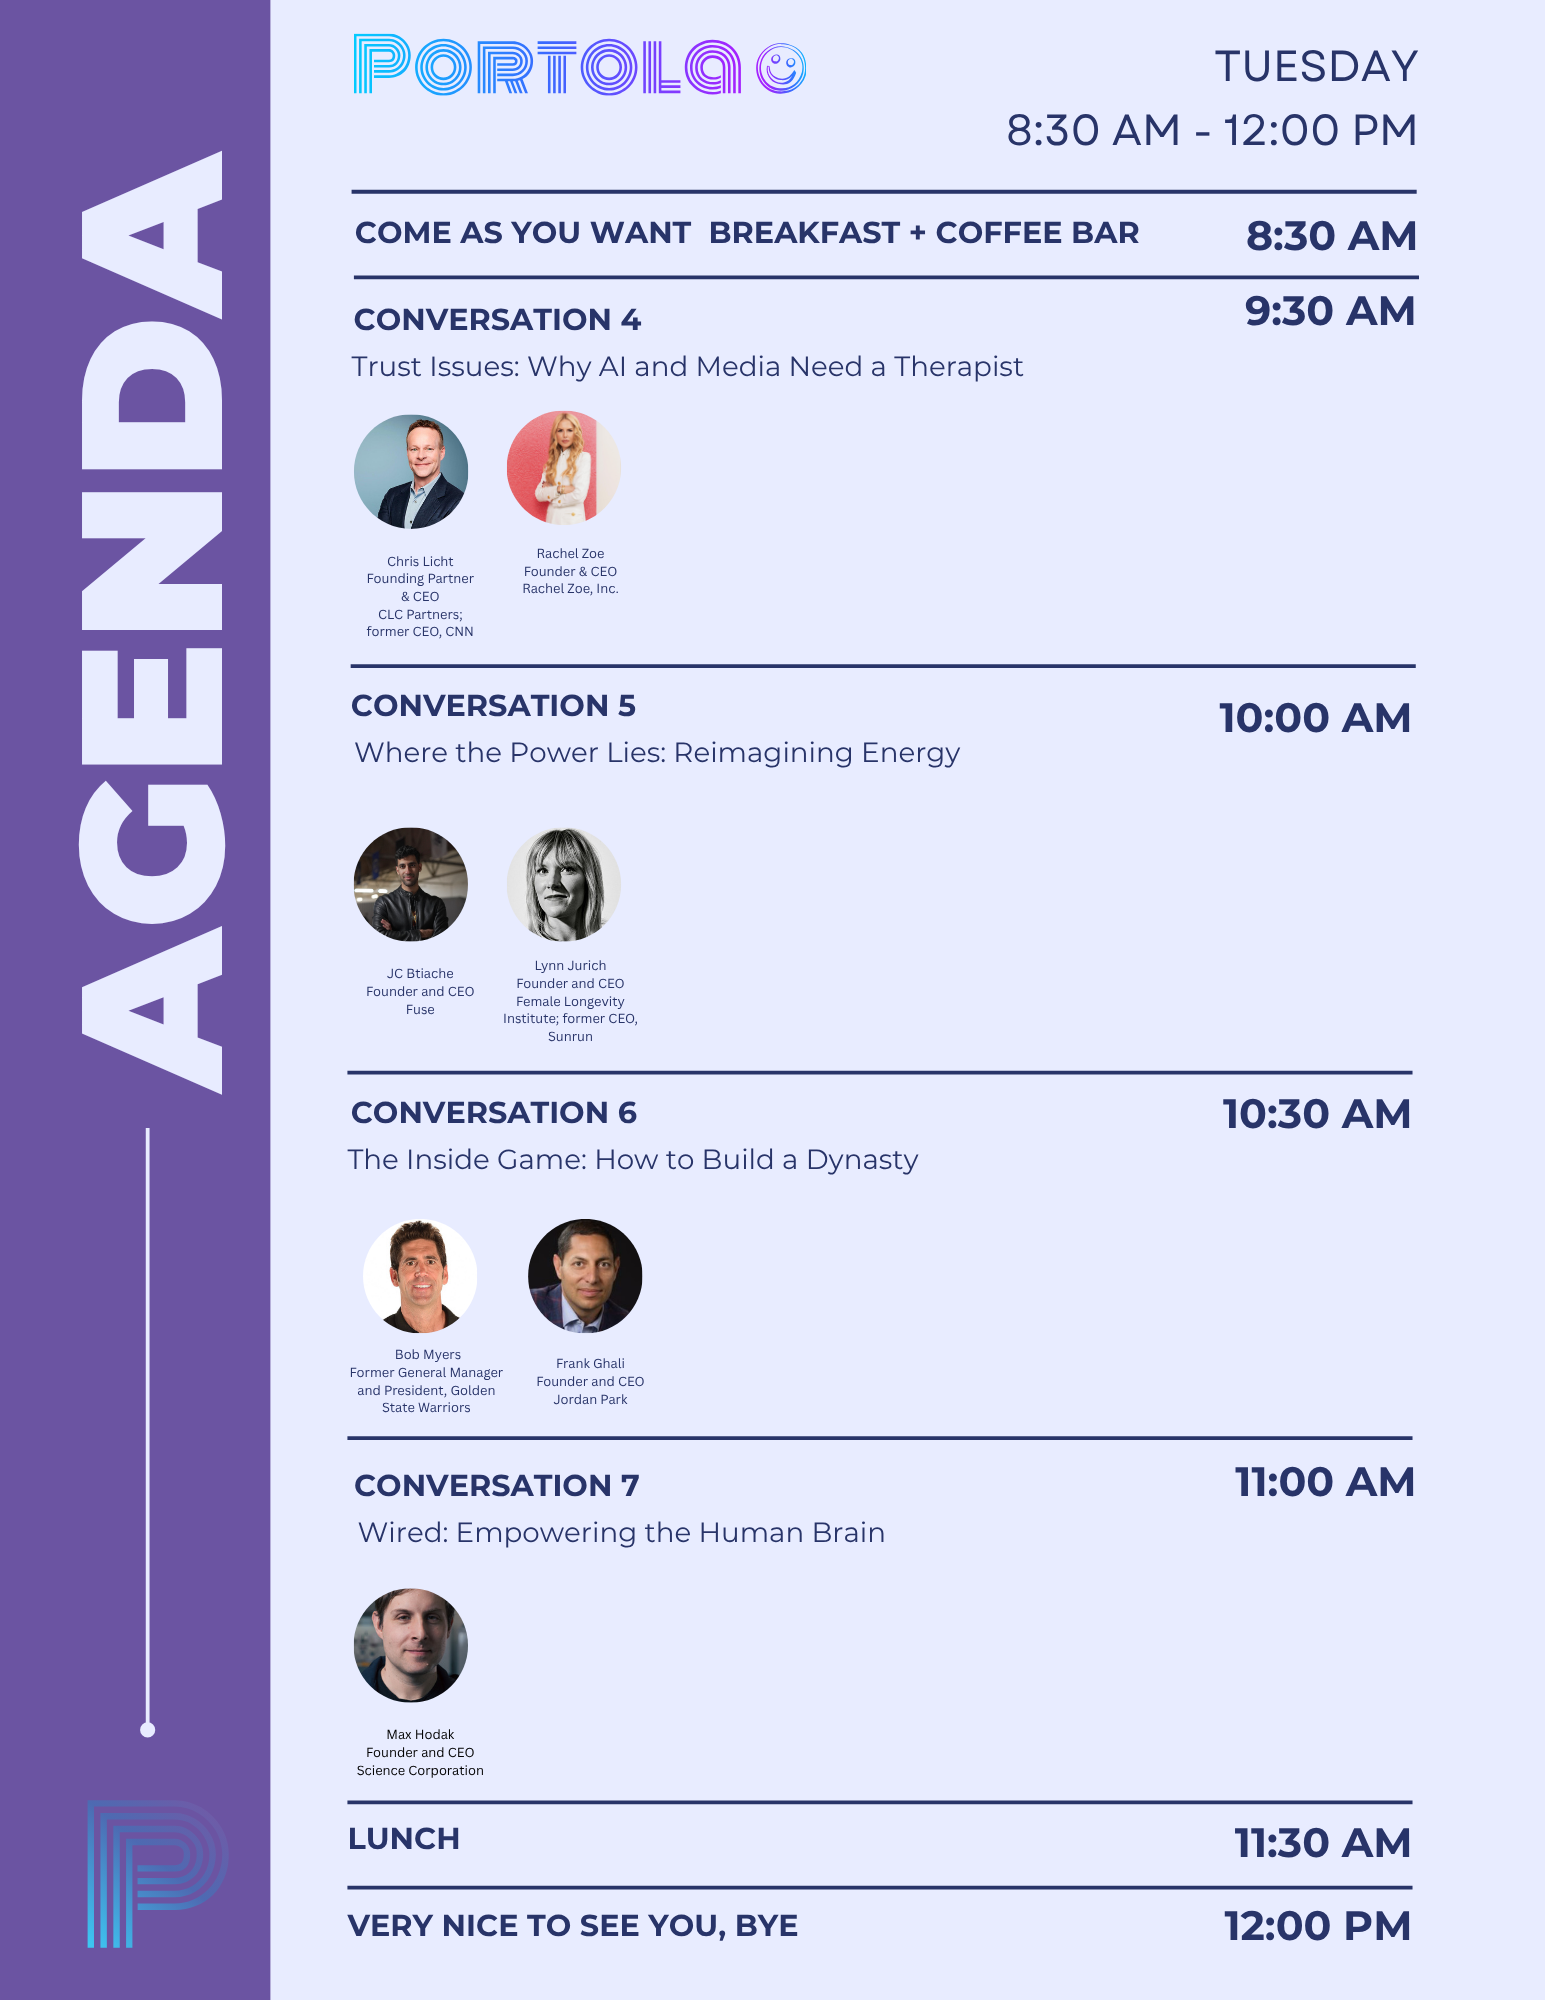 PORTOLA
TUESDAY
8:30 AM - 12:00 PM
AGENDA
COME AS YOU WANT  BREAKFAST + COFFEE BAR
8:30 AM
CONVERSATION 4
9:30 AM
Trust Issues: Why AI and Media Need a Therapist
Chris Licht
Founding Partner
& CEO
CLC Partners;
former CEO, CNN
Rachel Zoe
Founder & CEO
Rachel Zoe, Inc.
CONVERSATION 5
10:00 AM
Where the Power Lies: Reimagining Energy
JC Btiache
Founder and CEO
Fuse
Lynn Jurich
Founder and CEO
Female Longevity
Institute; former CEO,
Sunrun
CONVERSATION 6
10:30 AM
The Inside Game: How to Build a Dynasty
Bob Myers
Former General Manager
and President, Golden
State Warriors
Frank Ghali
Founder and CEO
Jordan Park
CONVERSATION 7
11:00 AM
Wired: Empowering the Human Brain
Max Hodak
Founder and CEO
Science Corporation
LUNCH
11:30 AM
VERY NICE TO SEE YOU, BYE
12:00 PM
P